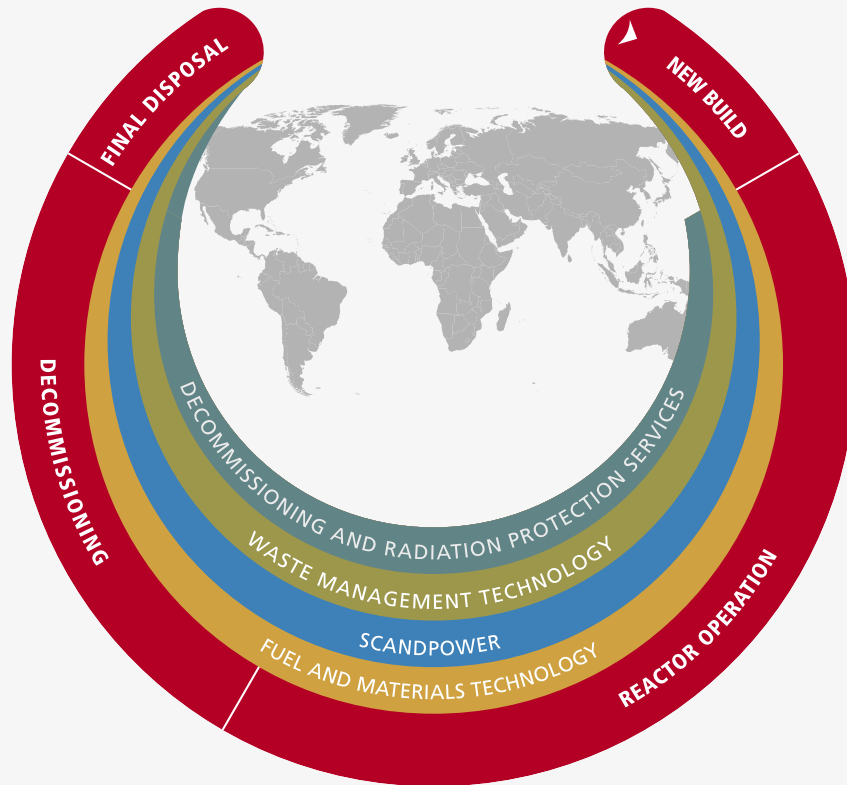 FINAL DISPOSAL
NEW BUILD
DECOMMISSIONING
REACTOR OPERATION
DECOMMISSIONING AND RADIATION PROTECTION SERVICES
WASTE MANAGEMENT TECHNOLOGY
SCANDPOWER
FUEL AND MATERIALS TECHNOLOGY